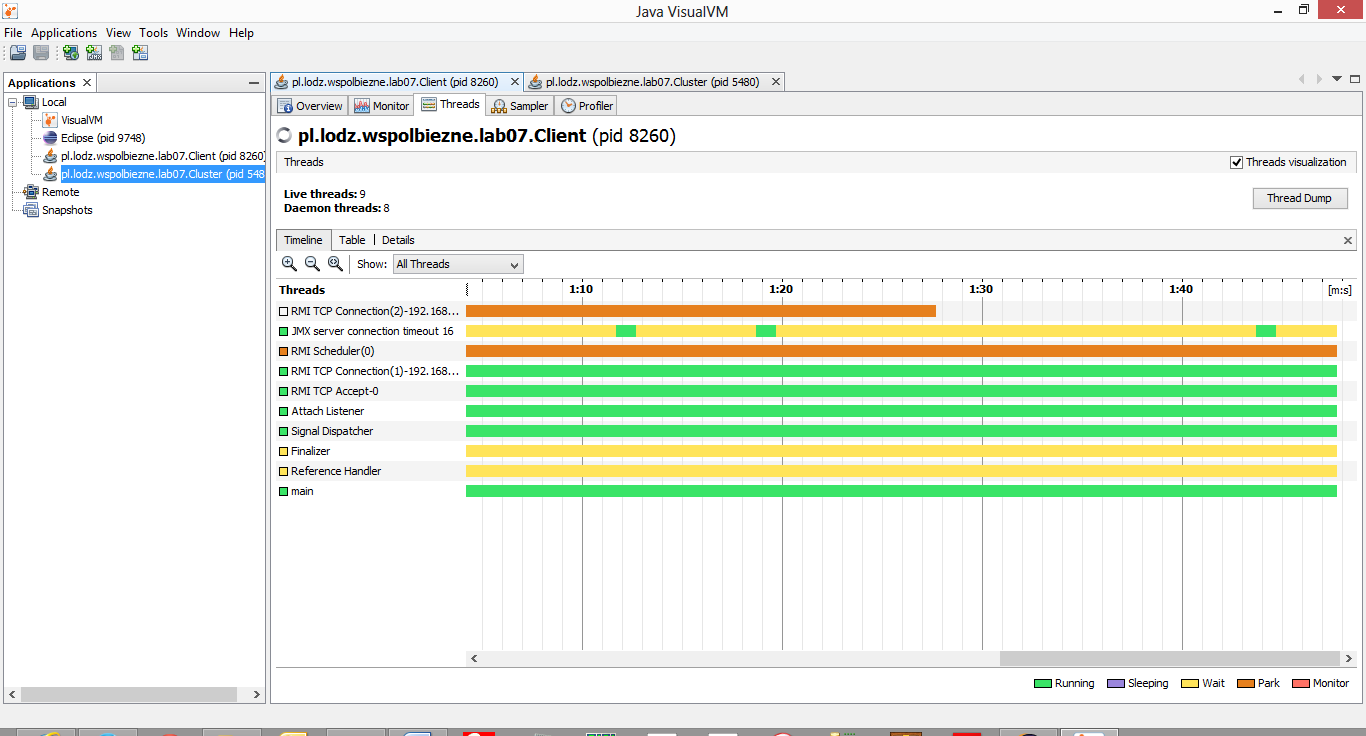 Java VisualVM
File Applications View Tools Window Help
Applications
Local
VisualVM
Eclipse (pid 9748)
pl.lodz.wspolbiezne.lab07.Client (pid 8260)
pl.lodz.wspolbiezne.lab07.Cluster (pid 548
Remote
Snapshots
pl.lodz.wspolbiezne.lab07.Client (pid 8260) pl.lodz.wspolbiezne.lab07.Cluster (pid 5480)
Overview Monitor Threads Sampler Profiler
pl.lodz.wspolbiezne.lab07.Client (pid 8260)
Threads Threads visualization
Live threads: 9
Daemon threads: 8
Thread Dump
Timeline Table Details
Show: All Threads
Threads 1:10 1:20 1:30 1:40 [m:s]
RMI TCP Connection(2)-192.168...
JMX server connection timeout 16
RMI Scheduler(0)
RMI TCP Connection(1)-192.168...
RMI TCP Accept-0
Attach Listener
Signal Dispatcher
Finalizer
Reference Handler
main
Running Sleeping Wait Park Monitor